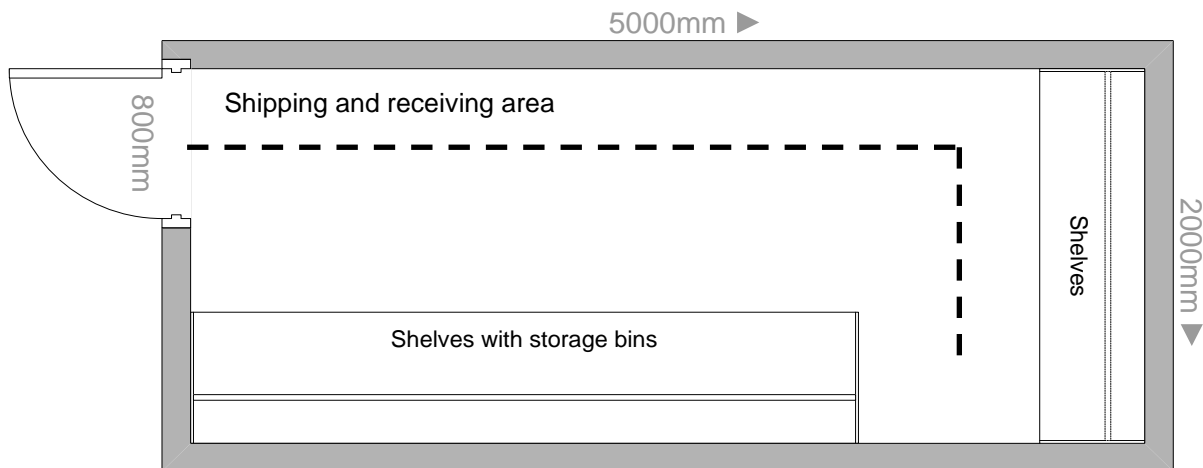 5000mm ▶
800mm
Shipping and receiving area
Shelves
2000mm ▶
Shelves with storage bins